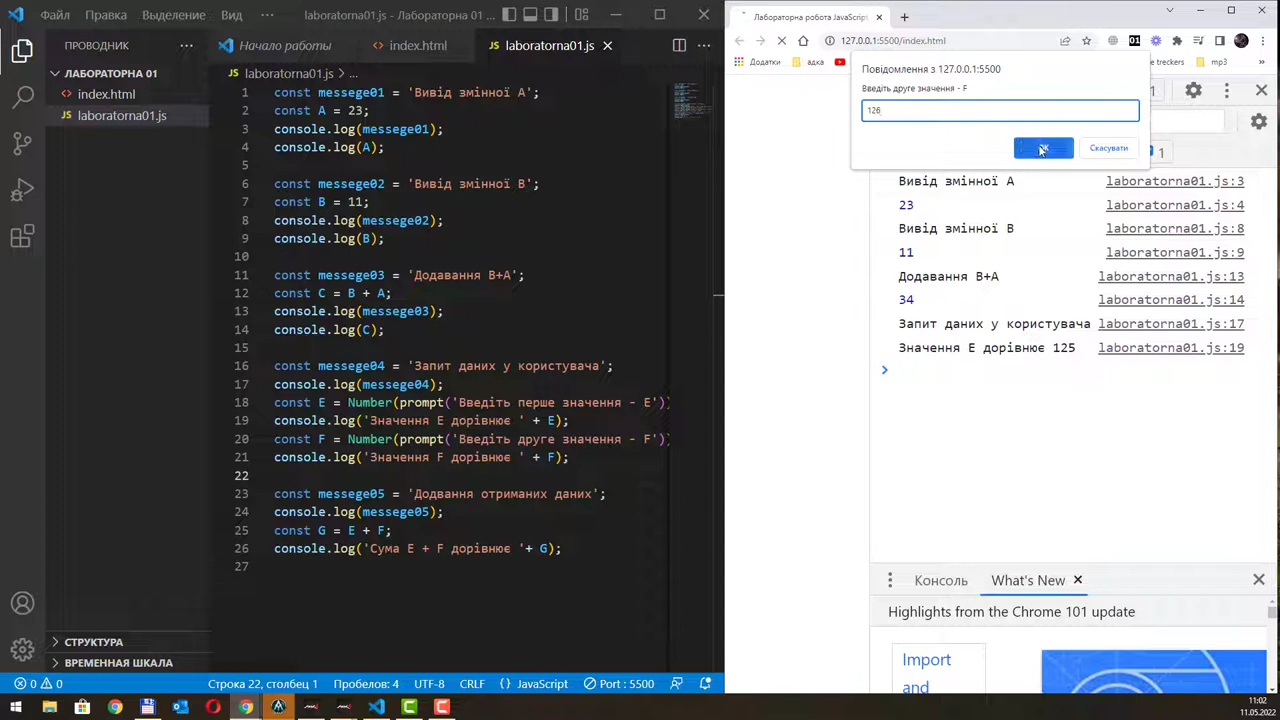 Файл
Правка
Выделение
Вид
···
laboratorna01.js - Лабораторна 01 ...
ПРОВОДНИК
ЛАБОРАТОРНА 01
index.html
laboratorna01.js
СТРУКТУРА
ВРЕМЕННАЯ ШКАЛА
Начало работы
index.html
laboratorna01.js
laboratorna01.js > ...
1 const messege01 = 'Вивід змінної A';
2 const A = 23;
3 console.log(messege01);
4 console.log(A);
5
6 const messege02 = 'Вивід змінної B';
7 const B = 11;
8 console.log(messege02);
9 console.log(B);
10
11 const messege03 = 'Додавання B+A';
12 const C = B + A;
13 console.log(messege03);
14 console.log(C);
15
16 const messege04 = 'Запит даних у користувача';
17 console.log(messege04);
18 const E = Number(prompt('Введіть перше значення - E'))
19 console.log('Значення E дорівнює ' + E);
20 const F = Number(prompt('Введіть друге значення - F'))
21 console.log('Значення F дорівнює ' + F);
22
23 const messege05 = 'Додвання отриманих даних';
24 console.log(messege05);
25 const G = E + F;
26 console.log('Сума E + F дорівнює '+ G);
27
0 0
Строка 22, столбец 1
Пробелов: 4
UTF-8
CRLF
{} JavaScript
Port : 5500
Лабораторна робота JavaScript
127.0.0.1:5500/index.html
01
Додатки
адка
mp3
Повідомлення з 127.0.0.1:5500
Введіть друге значення - F
126
Скасувати
1
1
Вивід змінної A laboratorna01.js:3
23 laboratorna01.js:4
Вивід змінної B laboratorna01.js:8
11 laboratorna01.js:9
Додавання B+A laboratorna01.js:13
34 laboratorna01.js:14
Запит даних у користувача laboratorna01.js:17
Значення E дорівнює 125 laboratorna01.js:19
Консоль
What's New
Highlights from the Chrome 101 update
Import
and
11:02
11.05.2022